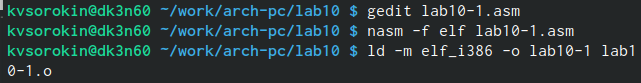 kvsorokin@dk3n60 ~/work/arch-pc/lab10 $ gedit lab10-1.asm
kvsorokin@dk3n60 ~/work/arch-pc/lab10 $ nasm -f elf lab10-1.asm
kvsorokin@dk3n60 ~/work/arch-pc/lab10 $ ld -m elf_i386 -o lab10-1 lab1
0-1.o